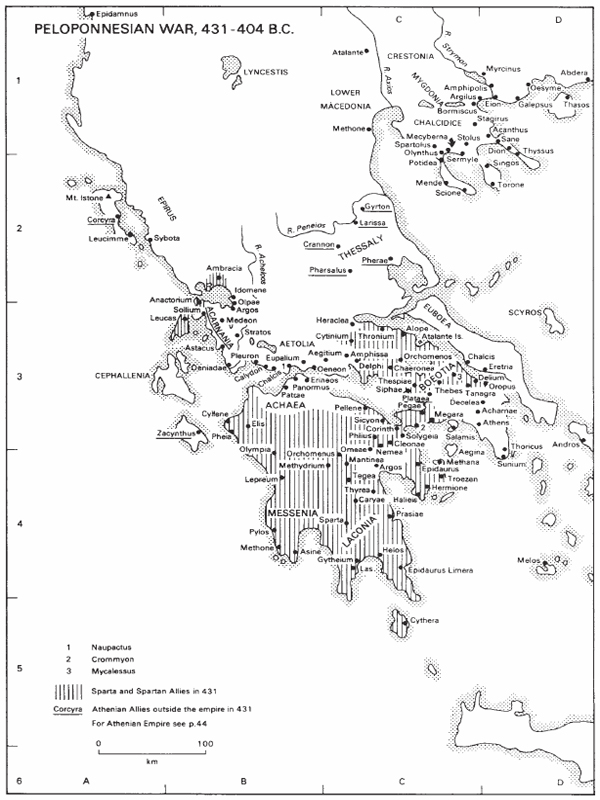 C
D
Epidamnus
PELOPONNESIAN WAR, 431-404 B.C.
Atalante
CRESTONIA
R. Strymon
LYNCESTIS
R. Axios
Myrcinus
Abdera
1
LOWER MACEDONIA
MYGDONIA
Amphipolis
Oesyme
Argilus
Eion
Galepsus
Thasos
Bormiscus
Stagirus
CHALCIDICE
Methone
Acanthus
Mecyberna
Stolus
Sane
Spartolus
Olynthus
Dion
Thyssus
Potidea
Sermyle
Singos
Mende
Torone
Scione
Mt. Istone
EPIRUS
Corcyra
Gyrton
2
R. Peneios
Larissa
Leucimme
Sybota
Crannon
THESSALY
R. Acheloos
Pherae
Pharsalus
Ambracia
Idomene
Anactorium
Olpae
Sollium
Argos
EUBOEA
SCYROS
Leucas
ACARNANIA
Medeon
Heraclea
Alope
Stratos
Cytinium
Thronium
Atalante Is.
Astacus
AETOLIA
Pleuron
Aegitium
Amphissa
Orchomenos
Chalcis
Eupalium
Delphi
Chaeronea
BOEOTIA
Eretria
Oeniadae
Calydon
Chalcis
1
Oeneon
3
Delium
3
CEPHALLENIA
Erineos
Thespiae
Thebes
Oropus
Panormus
Siphae
Tanagra
Patrae
Plataea
Decelea
ACHAEA
Pegae
Acharnae
Cyllene
Pellene
Megara
Elis
Sicyon
2
Athens
Zacynthus
Corinth
Salamis
Pheia
Phlius
Solygeia
Thoricus
Andros
Cleonae
Aegina
Olympia
Orchomenus
Orneae
Nemea
Methana
Sunium
Methydrium
Mantinea
Epidaurus
Tegea
Argos
Troezen
Lepreum
Thyrea
Hermione
Caryae
Halieis
MESSENIA
Prasiae
4
Sparta
LACONIA
Pylos
Methone
Asine
Helos
Gytheium
Melos
Las
Epidaurus Limera
Cythera
1 Naupactus
2 Crommyon
3 Mycalessus
5
Sparta and Spartan Allies in 431
Corcyra Athenian Allies outside the empire in 431
For Athenian Empire see p.44
0 100
km
6
A
B
C
D